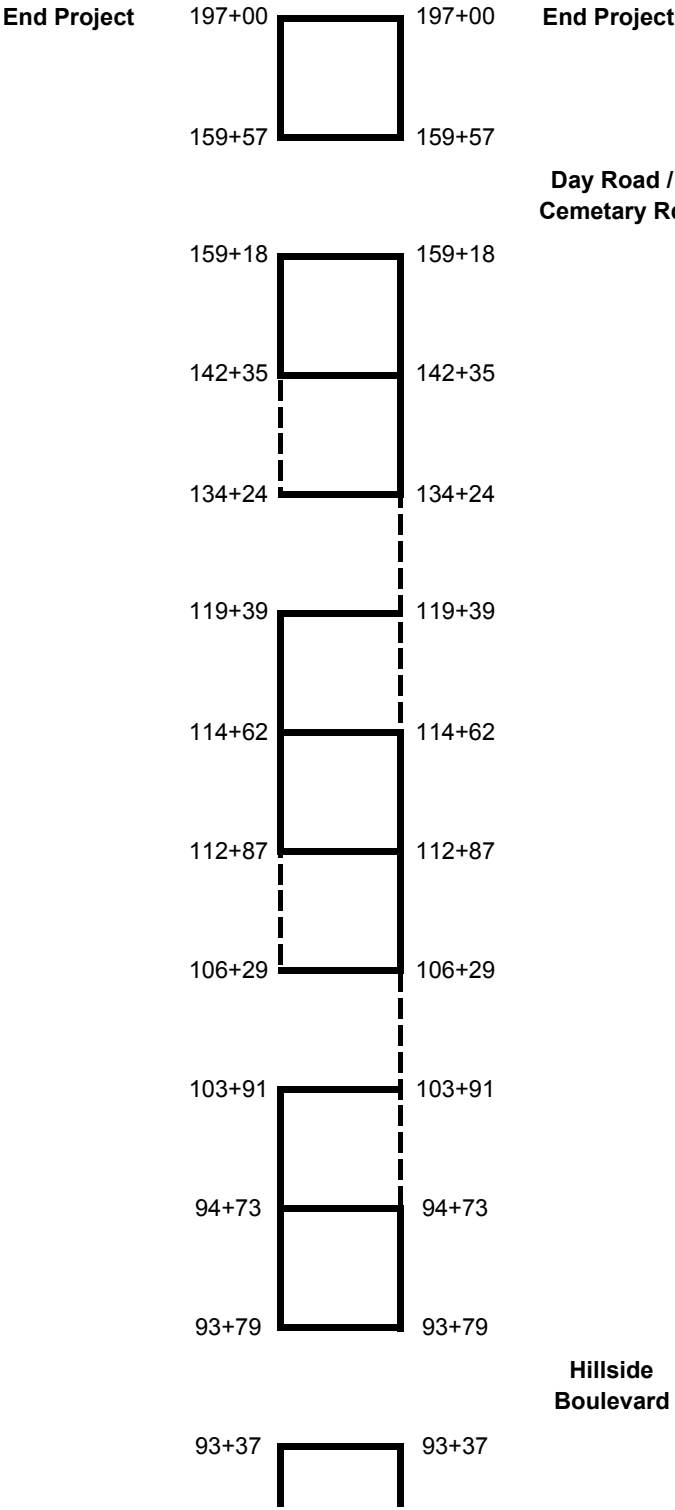 End Project 197+00 197+00 End Project
159+57 159+57
Day Road /
Cemetary
159+18 159+18
142+35 142+35
134+24 134+24
119+39 119+39
114+62 114+62
112+87 112+87
106+29 106+29
103+91 103+91
94+73 94+73
93+79 93+79
Hillside
Boulevard
93+37 93+37